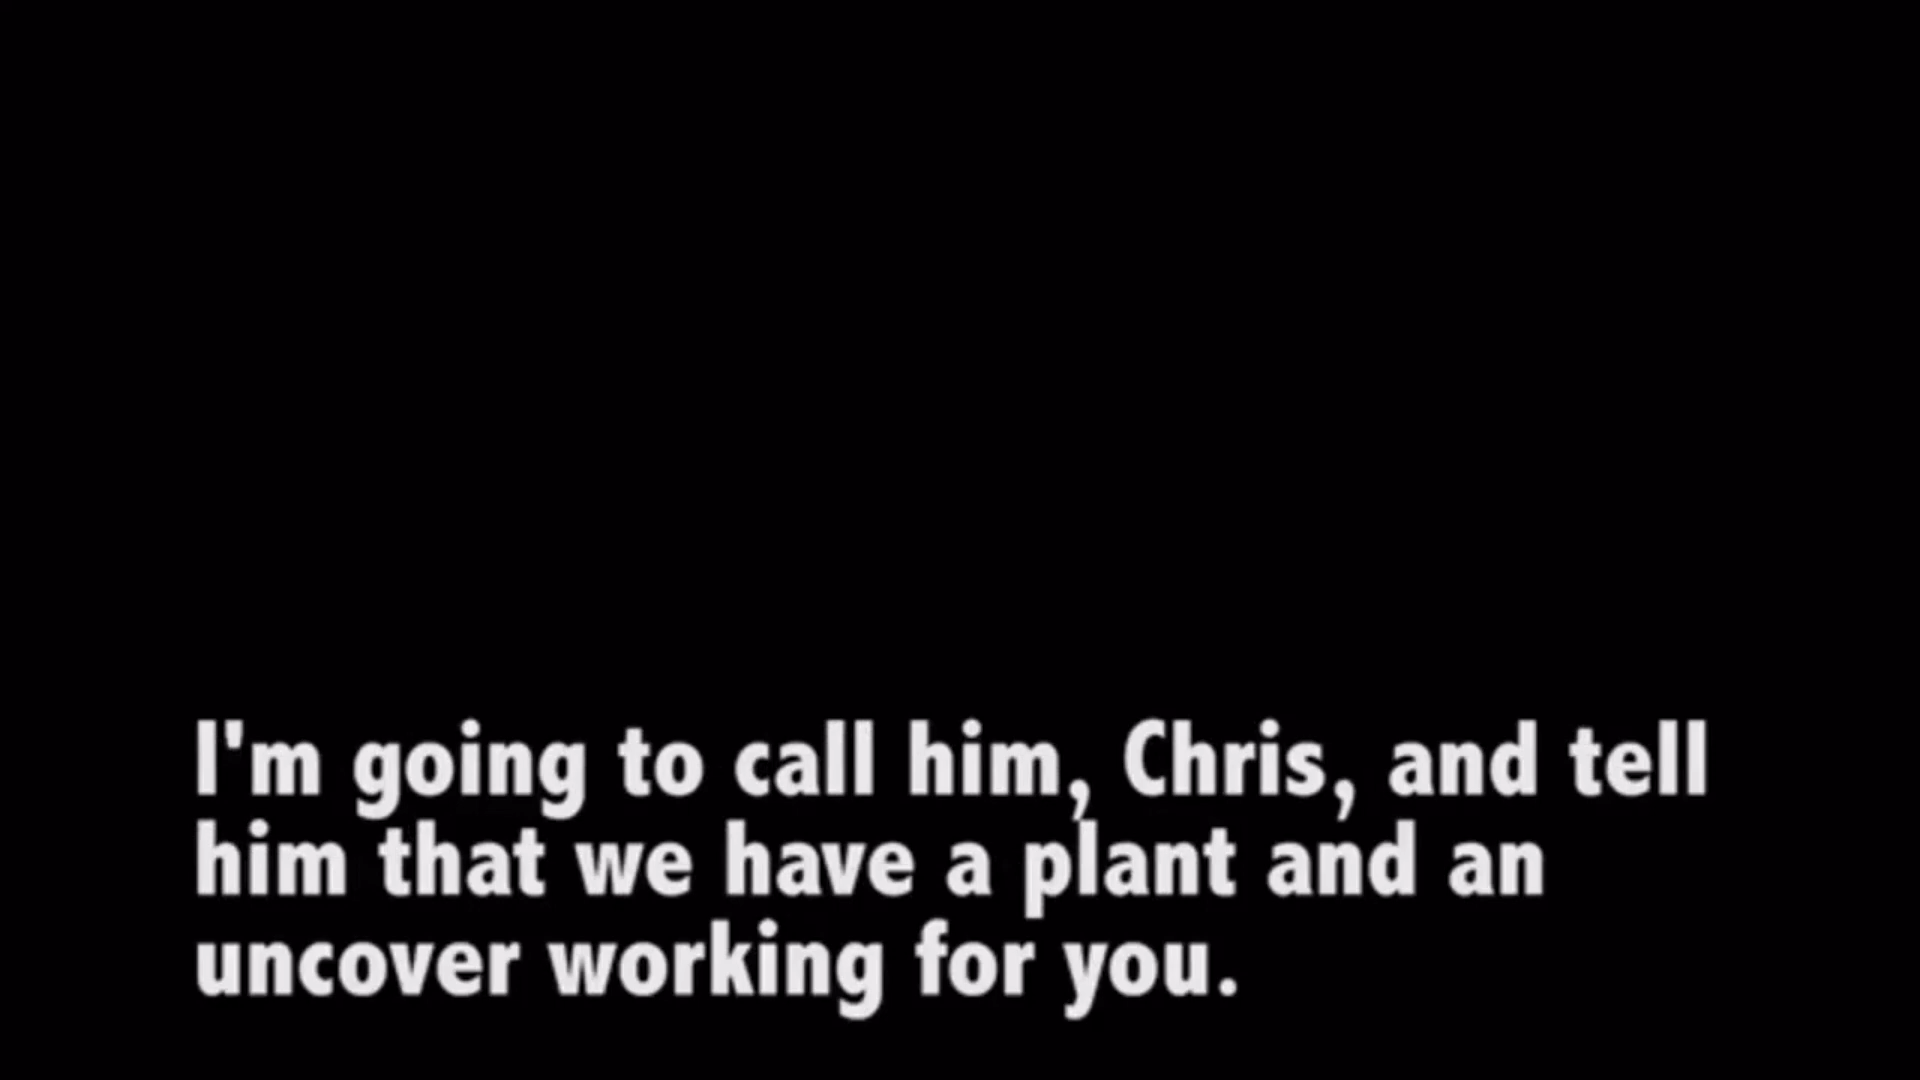 I'm going to call him, Chris, and tell
him that we have a plant and an
uncover working for you.